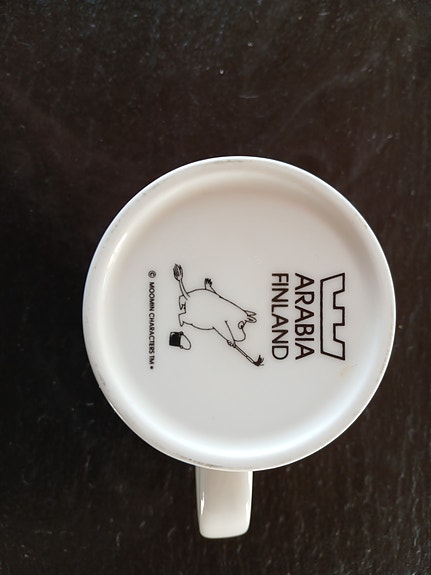 ARABIA
FINLAND
© MOOMIN CHARACTERS TM